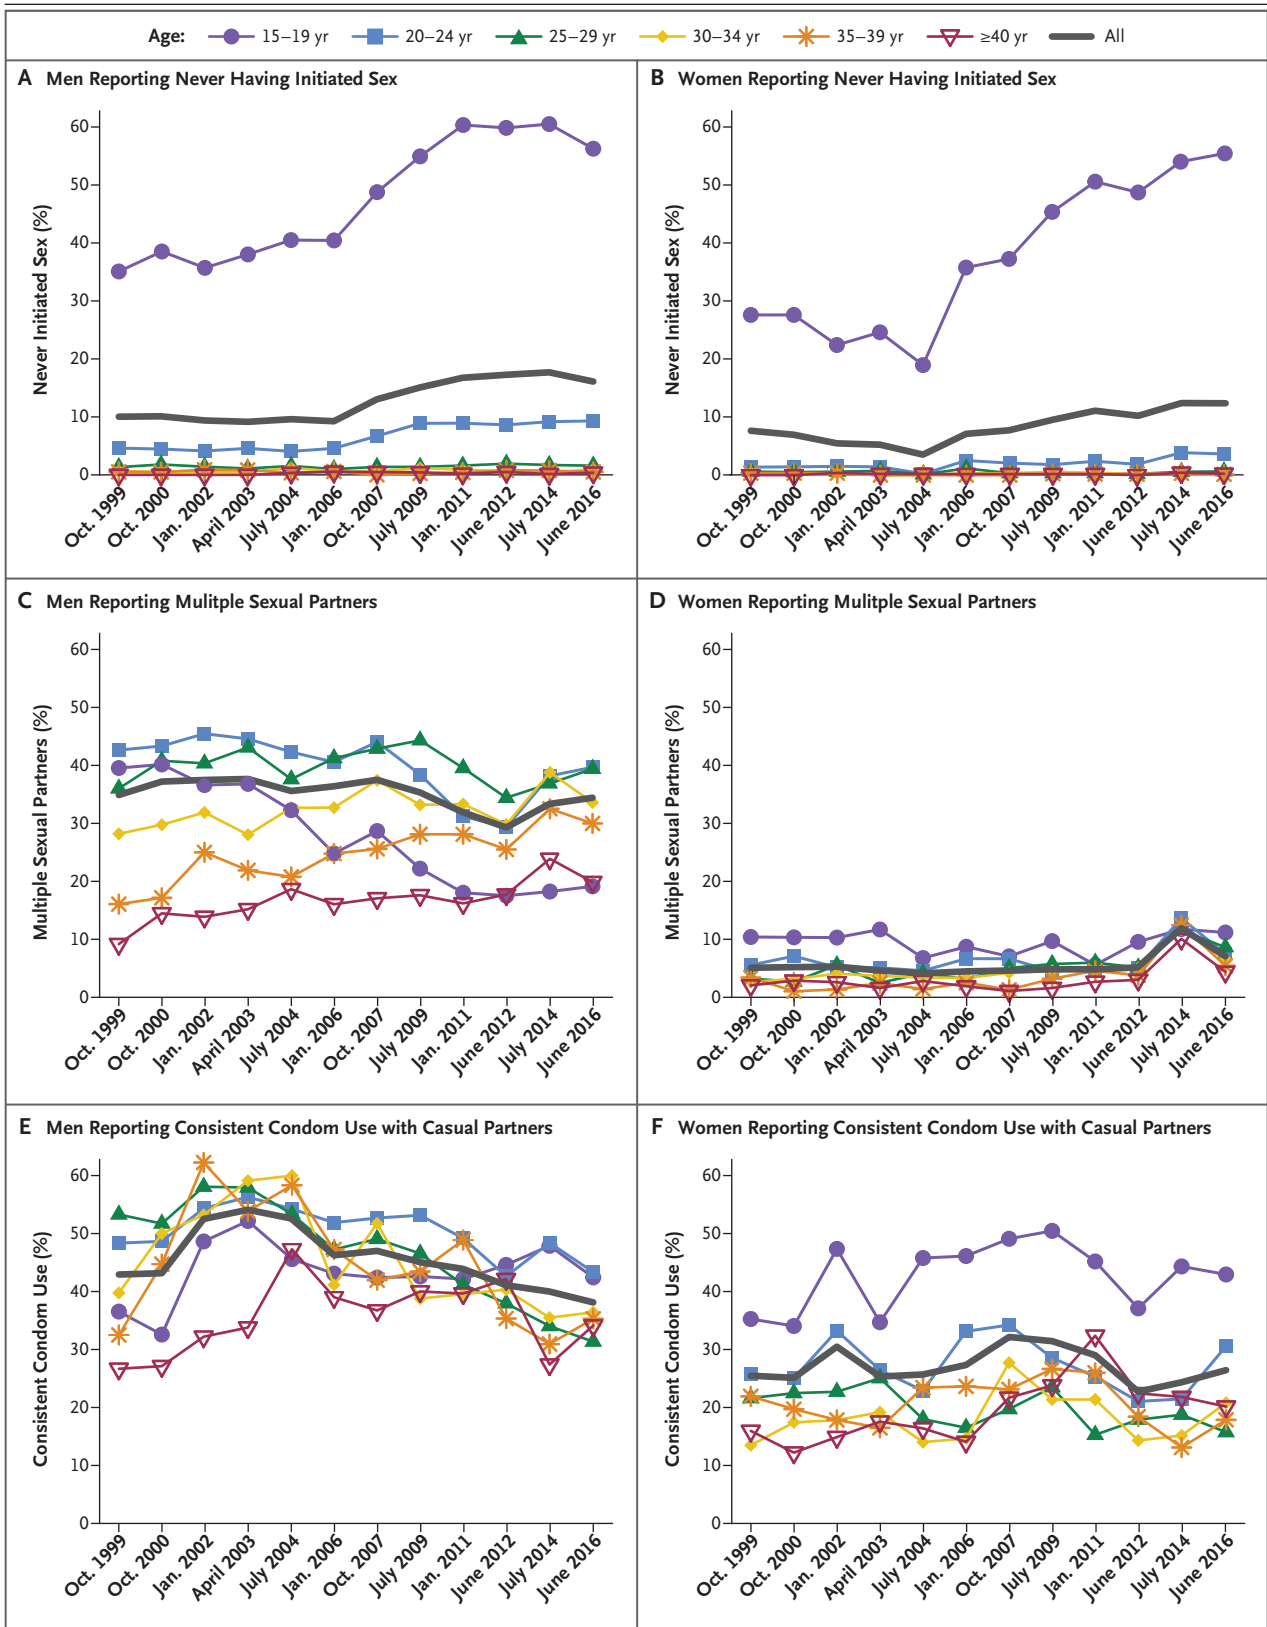 Age: 15–19 yr 20–24 yr 25–29 yr 30–34 yr 35–39 yr ≥40 yr All
A Men Reporting Never Having Initiated Sex
Never Initiated Sex (%)
60
50
40
30
20
10
0
Oct. 1999 Oct. 2000 Jan. 2002 April 2003 July 2004 Jan. 2006 Oct. 2007 July 2009 Jan. 2011 June 2012 July 2014 June 2016
B Women Reporting Never Having Initiated Sex
Never Initiated Sex (%)
60
50
40
30
20
10
0
Oct. 1999 Oct. 2000 Jan. 2002 April 2003 July 2004 Jan. 2006 Oct. 2007 July 2009 Jan. 2011 June 2012 July 2014 June 2016
C Men Reporting Mulitple Sexual Partners
Multiple Sexual Partners (%)
60
50
40
30
20
10
0
Oct. 1999 Oct. 2000 Jan. 2002 April 2003 July 2004 Jan. 2006 Oct. 2007 July 2009 Jan. 2011 June 2012 July 2014 June 2016
D Women Reporting Mulitple Sexual Partners
Multiple Sexual Partners (%)
60
50
40
30
20
10
0
Oct. 1999 Oct. 2000 Jan. 2002 April 2003 July 2004 Jan. 2006 Oct. 2007 July 2009 Jan. 2011 June 2012 July 2014 June 2016
E Men Reporting Consistent Condom Use with Casual Partners
Consistent Condom Use (%)
60
50
40
30
20
10
0
Oct. 1999 Oct. 2000 Jan. 2002 April 2003 July 2004 Jan. 2006 Oct. 2007 July 2009 Jan. 2011 June 2012 July 2014 June 2016
F Women Reporting Consistent Condom Use with Casual Partners
Consistent Condom Use (%)
60
50
40
30
20
10
0
Oct. 1999 Oct. 2000 Jan. 2002 April 2003 July 2004 Jan. 2006 Oct. 2007 July 2009 Jan. 2011 June 2012 July 2014 June 2016